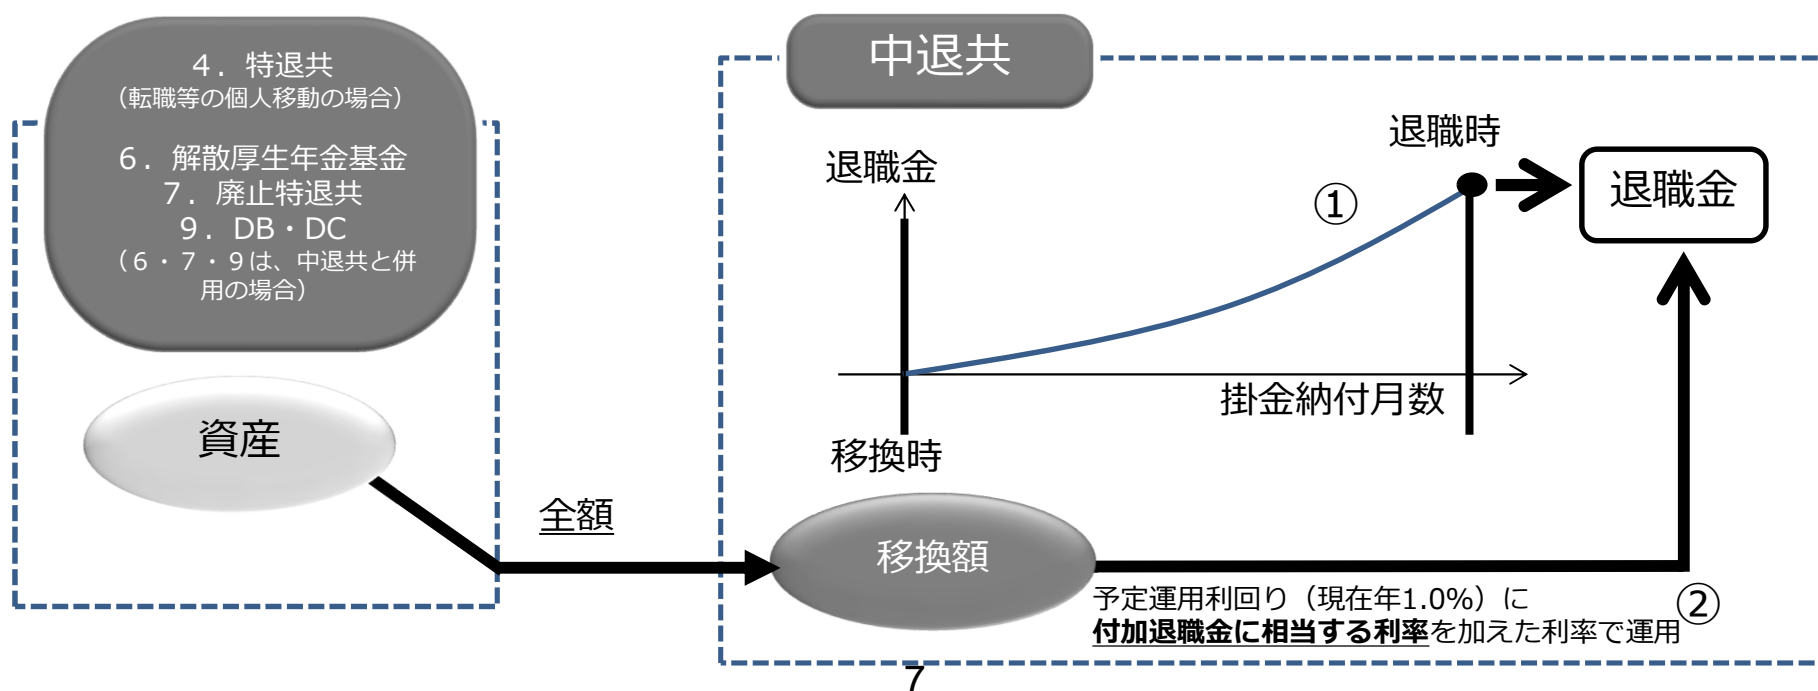 ４．特退共
（転職等の個人移動の場合）
６．解散厚生年金基金
７．廃止特退共
９．DB・DC
（６・７・９は、中退共と併
用の場合）
資産
全額
中退共
退職金
①
退職時
退職金
掛金納付月数
移換時
移換額
予定運用利回り（現在年1.0%）に
付加退職金に相当する利率を加えた利率で運用
②
7